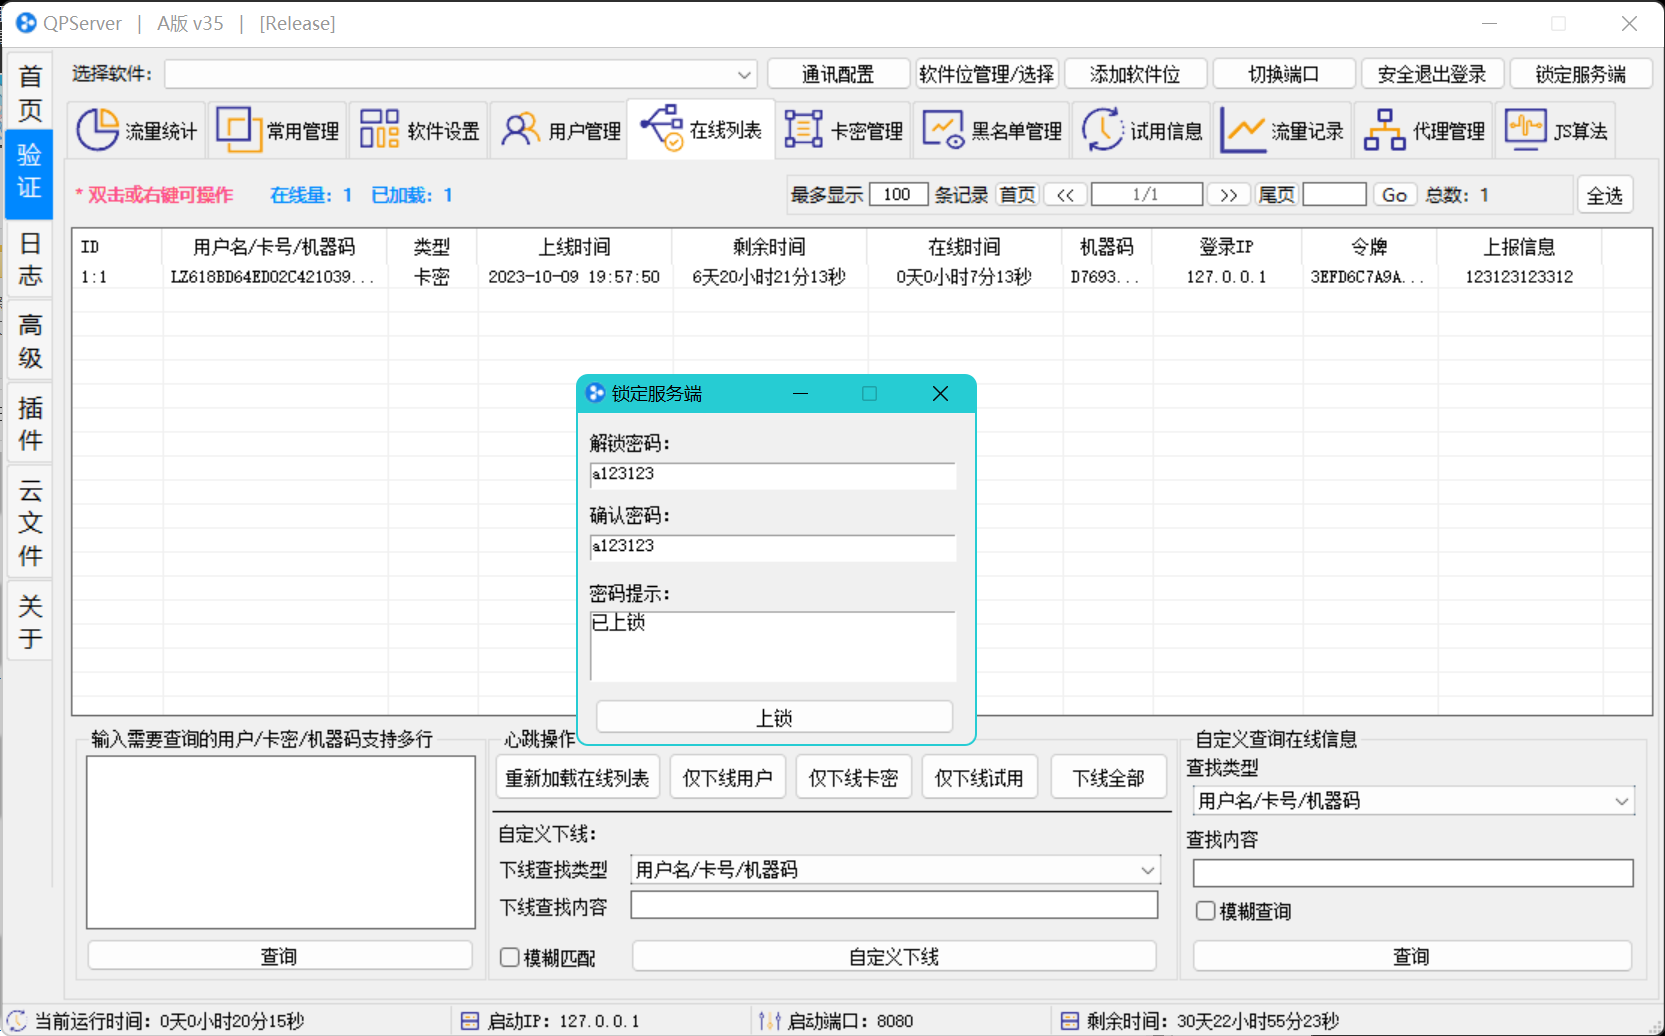 QPServer | A版 v35 | [Release]
选择软件： 通讯配置 软件位管理/选择 添加软件位 切换端口 安全退出登录 锁定服务端
首页
验证
日志
高级
插件
云文件
关于
流量统计 常用管理 软件设置 用户管理 在线列表 卡密管理 黑名单管理 试用信息 流量记录 代理管理 JS算法
* 双击或右键可操作 在线量：1 已加载：1 最多显示 100 条记录 首页 << 1/1 >> 尾页 Go 总数：1 全选
ID 用户名/卡号/机器码 类型 上线时间 剩余时间 在线时间 机器码 登录IP 令牌 上报信息
1:1 LZ618BD64ED02C421039... 卡密 2023-10-09 19:57:50 6天20小时21分13秒 0天0小时7分13秒 D7693... 127.0.0.1 3EFD6C7A9A... 123123123312
锁定服务端
解锁密码：
a123123
确认密码：
a123123
密码提示：
已上锁
上锁
输入需要查询的用户/卡密/机器码支持多行
查询
心跳操作
重新加载在线列表 仅下线用户 仅下线卡密 仅下线试用 下线全部
自定义下线：
下线查找类型 用户名/卡号/机器码
下线查找内容
模糊匹配 自定义下线
自定义查询在线信息
查找类型
用户名/卡号/机器码
查找内容
模糊查询
查询
当前运行时间：0天0小时20分15秒 启动IP：127.0.0.1 启动端口：8080 剩余时间：30天22小时55分23秒